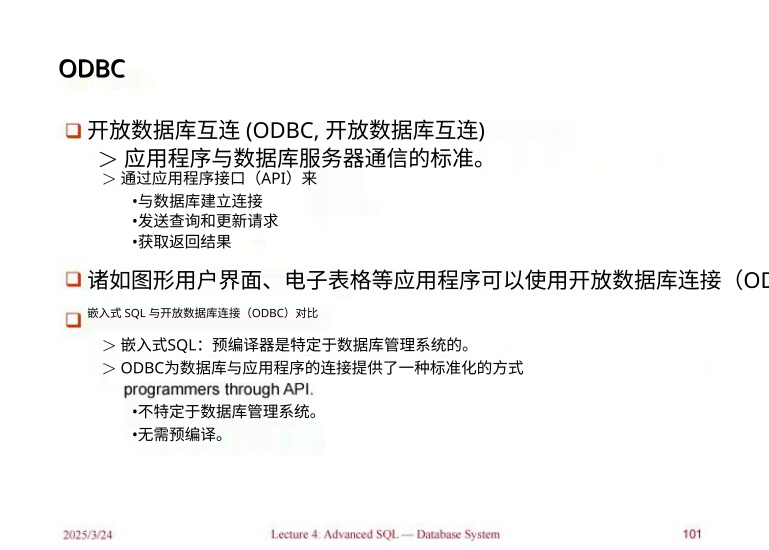 ODBC
开放数据库互连 (ODBC, 开放数据库互连)
＞ 应用程序与数据库服务器通信的标准。
＞ 通过应用程序接口（API）来
•与数据库建立连接
•发送查询和更新请求
•获取返回结果
诸如图形用户界面、电子表格等应用程序可以使用开放数据库连接（OD
嵌入式 SQL 与开放数据库连接（ODBC）对比
＞ 嵌入式SQL：预编译器是特定于数据库管理系统的。
＞ ODBC为数据库与应用程序的连接提供了一种标准化的方式
programmers through API.
•不特定于数据库管理系统。
•无需预编译。
2025/3/24 Lecture 4: Advanced SQL — Database System 101